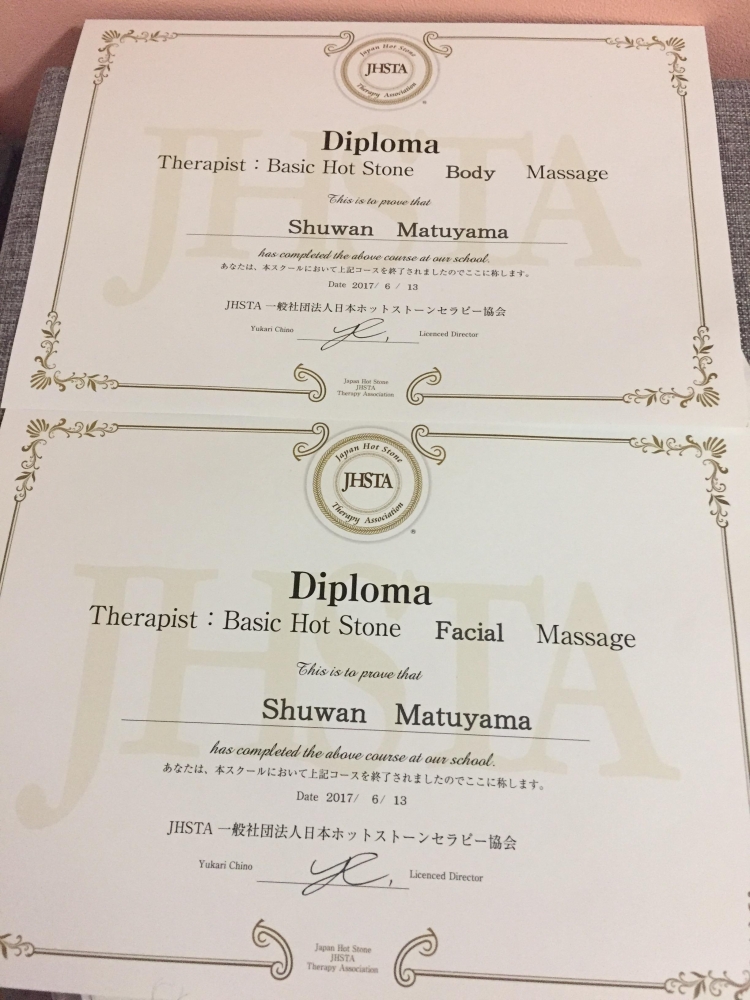 Japan Hot Stone
JHSTA
Therapy Association
JHSTA
Diploma
Therapist : Basic Hot Stone Body Massage
This is to prove that
Shuwan Matuyama
has completed the above course at our school.
あなたは、本スクールにおいて上記コースを終了されましたのでここに称します。
Date 2017/ 6 / 13
JHSTA 一般社団法人日本ホットストーンセラピー協会
Yukari Chino YC, Licenced Director
Japan Hot Stone
JHSTA
Therapy Association
Japan Hot Stone
JHSTA
Therapy Association
JHSTA
Diploma
Therapist : Basic Hot Stone Facial Massage
This is to prove that
Shuwan Matuyama
has completed the above course at our school.
あなたは、本スクールにおいて上記コースを終了されましたのでここに称します。
Date 2017/ 6/ 13
JHSTA 一般社団法人日本ホットストーンセラピー協会
Yukari Chino YC, Licenced Director
Japan Hot Stone
JHSTA
Therapy Association